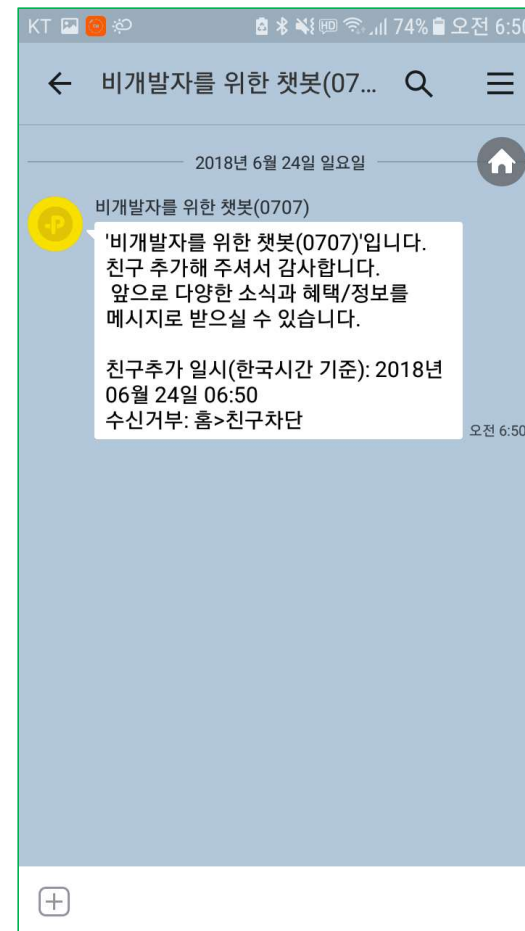 KT 74% 오전 6:50
비개발자를 위한 챗봇(07...
2018년 6월 24일 일요일
비개발자를 위한 챗봇(0707)
'비개발자를 위한 챗봇(0707)'입니다.
친구 추가해 주셔서 감사합니다.
앞으로 다양한 소식과 혜택/정보를
메시지로 받으실 수 있습니다.
친구추가 일시(한국시간 기준): 2018년
06월 24일 06:50
수신거부: 홈>친구차단
오전 6:50